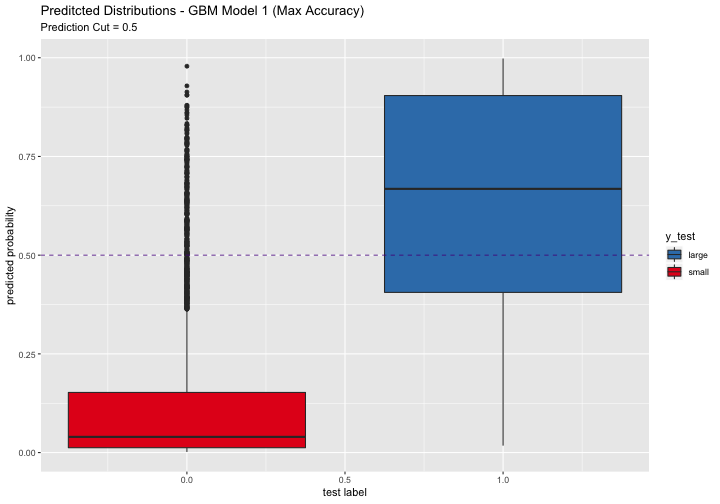 Preditcted Distributions - GBM Model 1 (Max Accuracy)
Prediction Cut = 0.5
1.00
0.75
0.50
0.25
0.00
predicted probability
0.0
0.5
1.0
test label
y_test
large
small